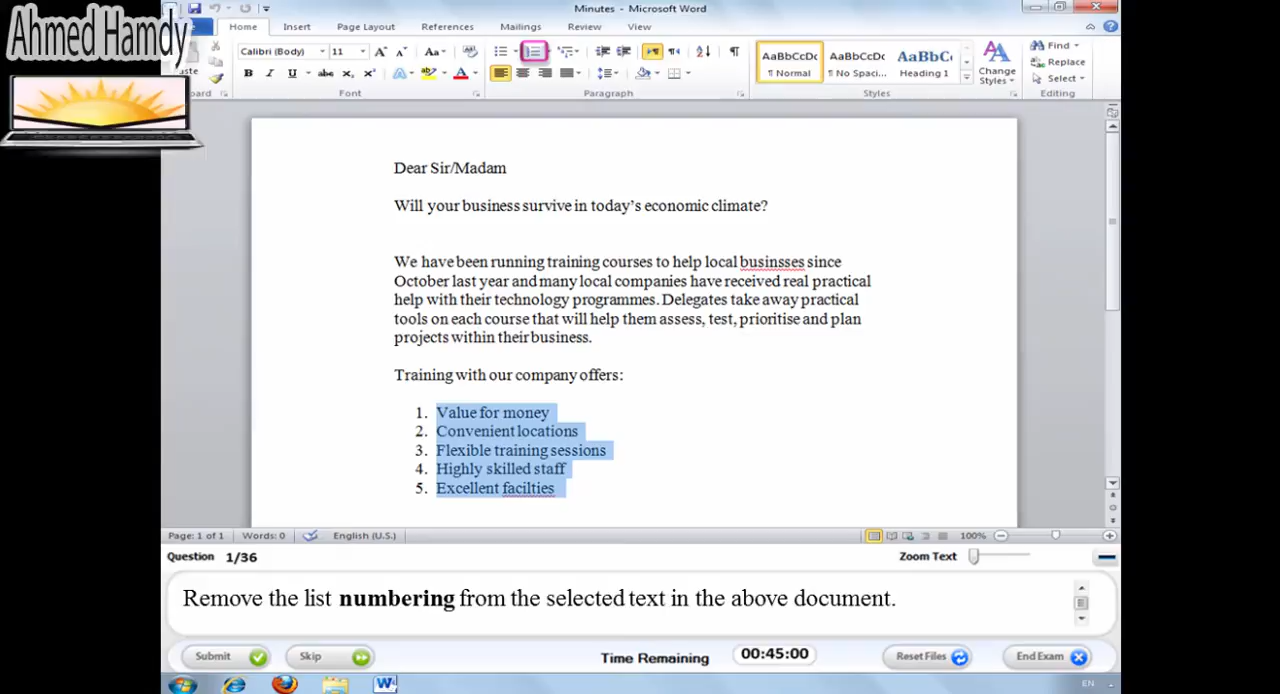 Ahmed Hamdy
Minutes - Microsoft Word
Home Insert Page Layout References Mailings Review View
Calibri (Body) 11 Aa
AaBbCcDc AaBbCcDc AaBbC
¶ Normal ¶ No Spaci... Heading 1
Change Styles
Find
Replace
Select
B I U abc x₂ x²
Font Paragraph Styles Editing
Dear Sir/Madam
Will your business survive in today's economic climate?
We have been running training courses to help local businsses since
October last year and many local companies have received real practical
help with their technology programmes. Delegates take away practical
tools on each course that will help them assess, test, prioritise and plan
projects within their business.
Training with our company offers:
1. Value for money
2. Convenient locations
3. Flexible training sessions
4. Highly skilled staff
5. Excellent facilties
Page: 1 of 1 Words: 0 English (U.S.) 100%
Question 1/36 Zoom Text
Remove the list numbering from the selected text in the above document.
Submit Skip Time Remaining 00:45:00 Reset Files End Exam
EN